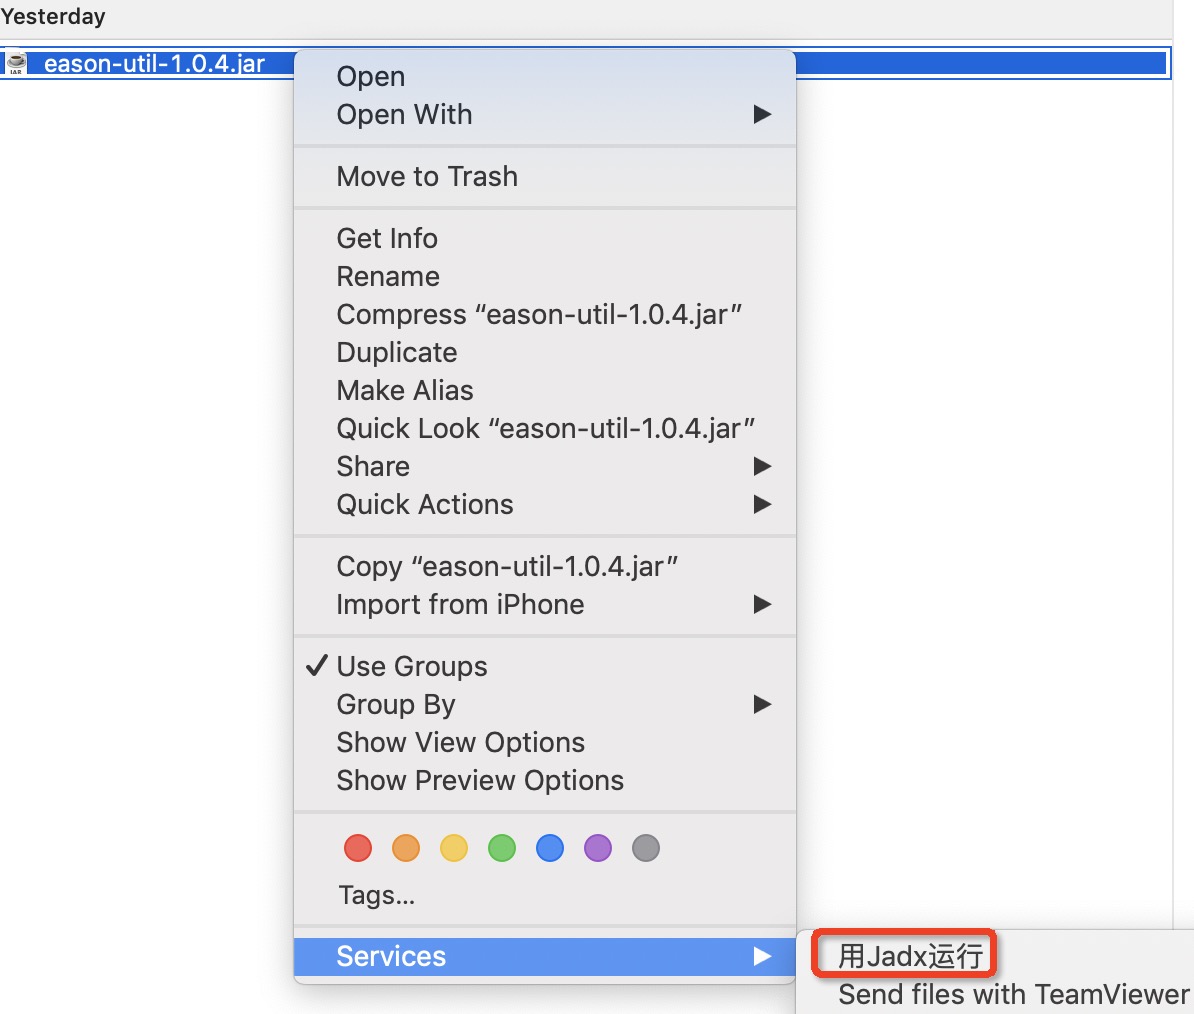 Yesterday
JAR
eason-util-1.0.4.jar
Open
Open With
Move to Trash
Get Info
Rename
Compress “eason-util-1.0.4.jar”
Duplicate
Make Alias
Quick Look “eason-util-1.0.4.jar”
Share
Quick Actions
Copy “eason-util-1.0.4.jar”
Import from iPhone
Use Groups
Group By
Show View Options
Show Preview Options
Tags...
Services
用Jadx运行
Send files with TeamViewer